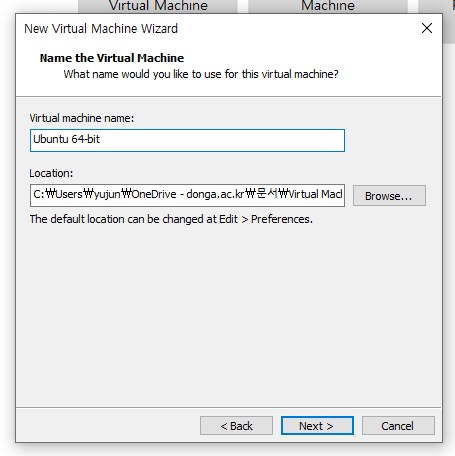 Virtual Machine
Machine
New Virtual Machine Wizard
Name the Virtual Machine
What name would you like to use for this virtual machine?
Virtual machine name:
Ubuntu 64-bit
Location:
C:₩Users₩yujun₩OneDrive - donga.ac.kr₩문서₩Virtual Macl
Browse...
The default location can be changed at Edit > Preferences.
< Back
Next >
Cancel